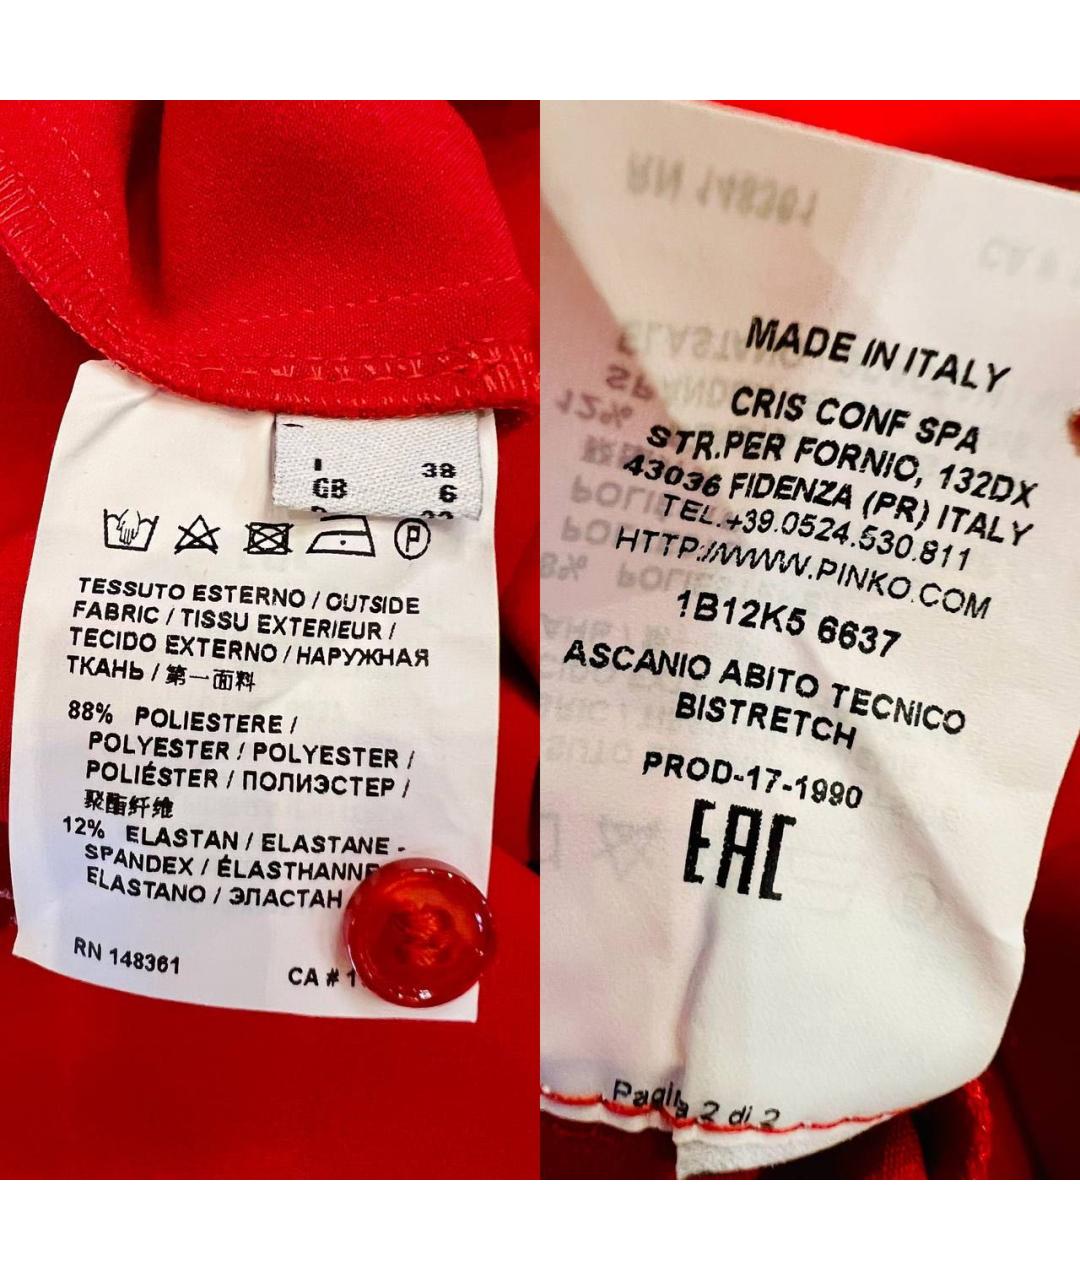 I 38
GB 6
TESSUTO ESTERNO / OUTSIDE
FABRIC / TISSU EXTERIEUR /
TECIDO EXTERNO / НАРУЖНАЯ
ТКАНЬ / 第一面料
88% POLIESTERE /
POLYESTER / POLYESTER /
POLIÉSTER / ПОЛИЭСТЕР /
聚酯纤维
12% ELASTAN / ELASTANE -
SPANDEX / ÉLASTHANNE
ELASTANO / ЭЛАСТАН
RN 148361
CA # 1
RN 148361
MADE IN ITALY
CRIS CONF SPA
STR.PER FORNIO, 132DX
43036 FIDENZA (PR) ITALY
TEL.+39.0524.530.811
HTTP://WWW.PINKO.COM
1B12K5 6637
ASCANIO ABITO TECNICO
BISTRETCH
PROD-17-1990
EAC
Pagina 2 di 2